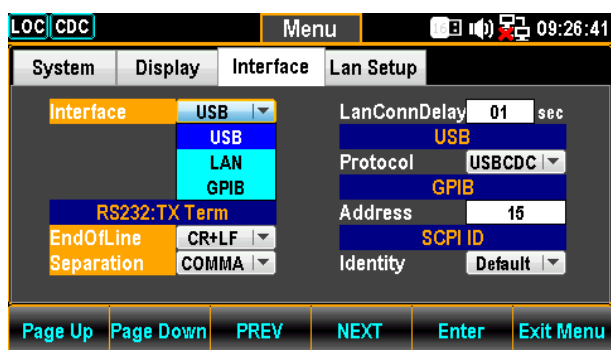 LOC CDC Menu 16 09:26:41
System Display Interface Lan Setup
Interface USB LanConnDelay 01 sec
USB USB
LAN Protocol USBCDC
GPIB GPIB
RS232:TX Term Address 15
EndOfLine CR+LF SCPI ID
Separation COMMA Identity Default
Page Up Page Down PREV NEXT Enter Exit Menu